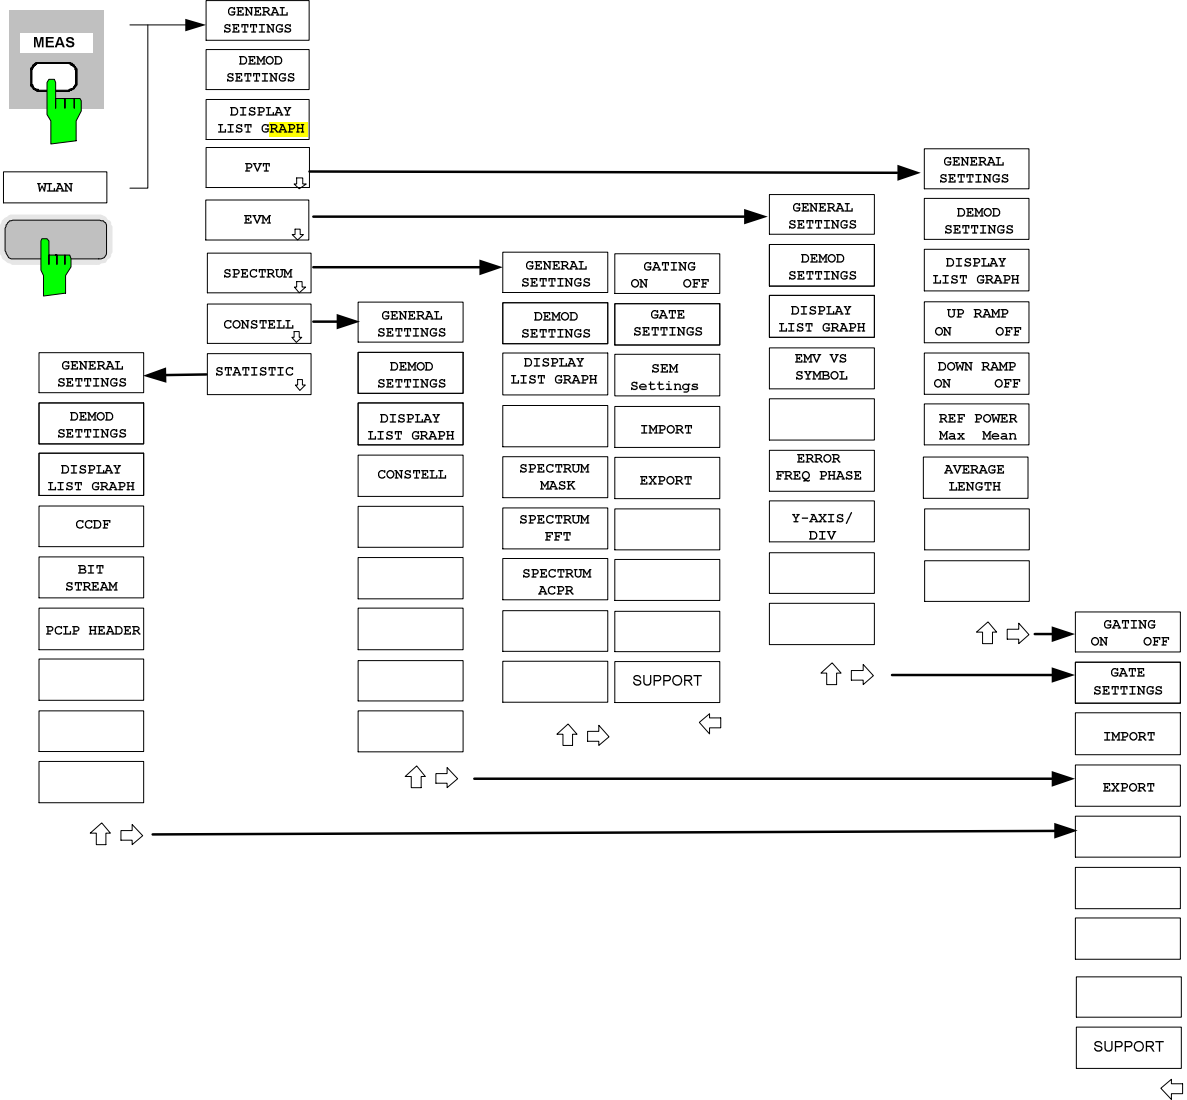 MEAS
WLAN
GENERAL
SETTINGS
DEMOD
SETTINGS
DISPLAY
LIST GRAPH
PVT
EVM
SPECTRUM
CONSTELL
STATISTIC
GENERAL
SETTINGS
DEMOD
SETTINGS
DISPLAY
LIST GRAPH
CCDF
BIT
STREAM
PCLP HEADER
GENERAL
SETTINGS
DEMOD
SETTINGS
DISPLAY
LIST GRAPH
CONSTELL
GENERAL
SETTINGS
DEMOD
SETTINGS
DISPLAY
LIST GRAPH
SPECTRUM
MASK
SPECTRUM
FFT
SPECTRUM
ACPR
GATING
ON OFF
GATE
SETTINGS
SEM
Settings
IMPORT
EXPORT
SUPPORT
GENERAL
SETTINGS
DEMOD
SETTINGS
DISPLAY
LIST GRAPH
EMV VS
SYMBOL
ERROR
FREQ PHASE
Y-AXIS/
DIV
GENERAL
SETTINGS
DEMOD
SETTINGS
DISPLAY
LIST GRAPH
UP RAMP
ON OFF
DOWN RAMP
ON OFF
REF POWER
Max Mean
AVERAGE
LENGTH
GATING
ON OFF
GATE
SETTINGS
IMPORT
EXPORT
SUPPORT